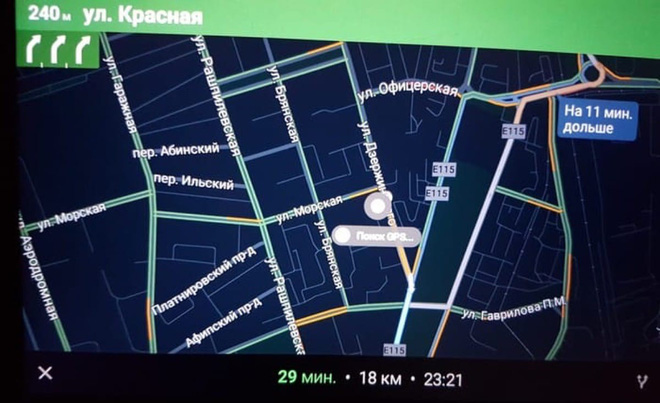 240 м ул. Красная
ул. Гаражная
ул. Рашпилевская
ул. Брянская
ул. Офицерская
На 11 мин.
дольше
E115
пер. Абинский
ул. Дзержин
E115
пер. Ильский
E115
ул. Морская
ул. Морская
Поиск GPS...
Аэродромная
ул. Брянская
Платнировский пр-д
ул. Рашпилевска
Афипский пр-д
ул. Гаврилова П.М.
E115
29 мин. • 18 км • 23:21